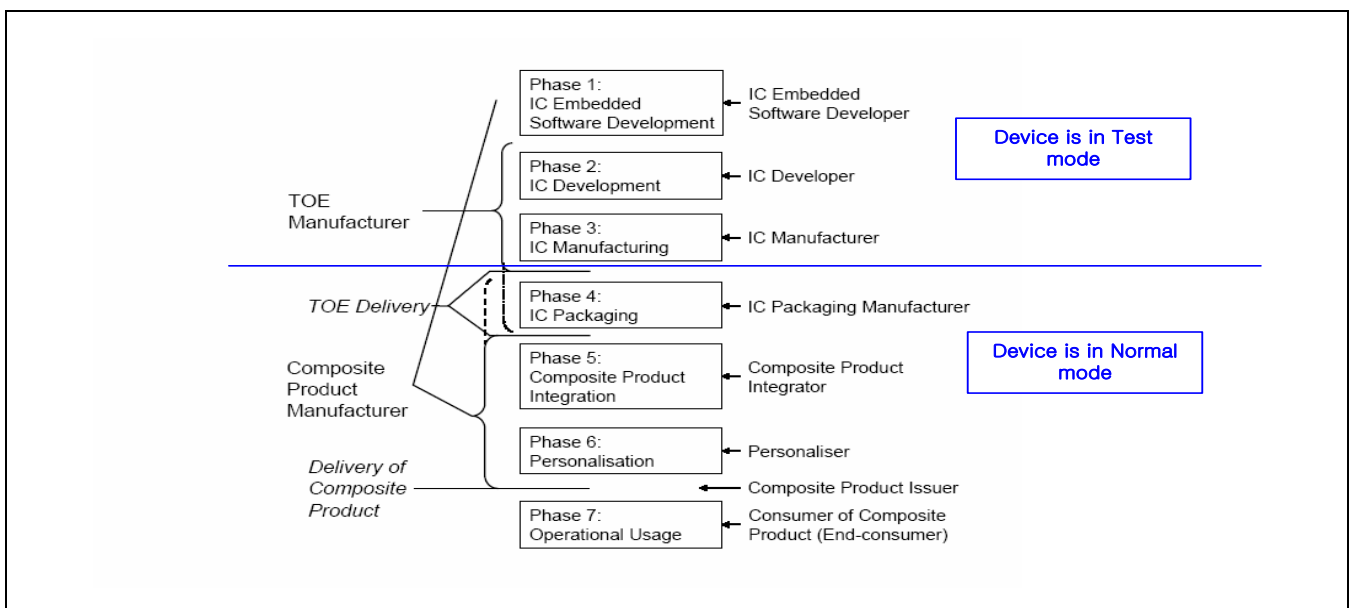 Phase 1:
IC Embedded
Software Development
IC Embedded
Software Developer
Device is in Test
mode
Phase 2:
IC Development
IC Developer
TOE
Manufacturer
Phase 3:
IC Manufacturing
IC Manufacturer
TOE Delivery
Phase 4:
IC Packaging
IC Packaging Manufacturer
Device is in Normal
mode
Composite
Product
Manufacturer
Phase 5:
Composite Product
Integration
Composite Product
Integrator
Phase 6:
Personalisation
Personaliser
Delivery of
Composite
Product
Composite Product Issuer
Phase 7:
Operational Usage
Consumer of Composite
Product (End-consumer)